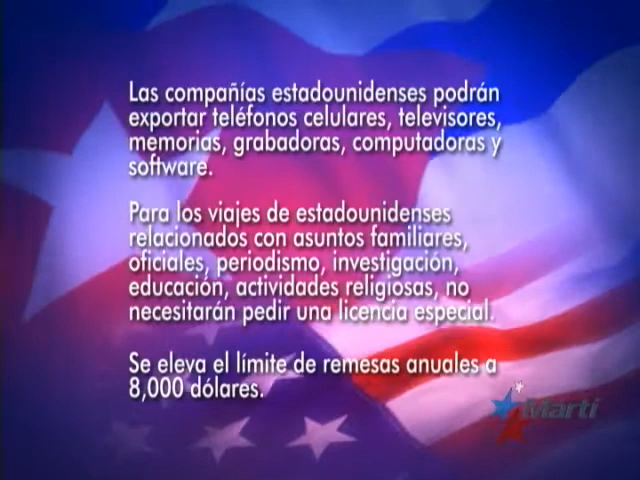 Las compañías estadounidenses podrán
exportar teléfonos celulares, televisores,
memorias, grabadoras, computadoras y
software.
Para los viajes de estadounidenses
relacionados con asuntos familiares,
oficiales, periodismo, investigación,
educación, actividades religiosas, no
necesitarán pedir una licencia especial.
Se eleva el límite de remesas anuales a
8,000 dólares.
Martí